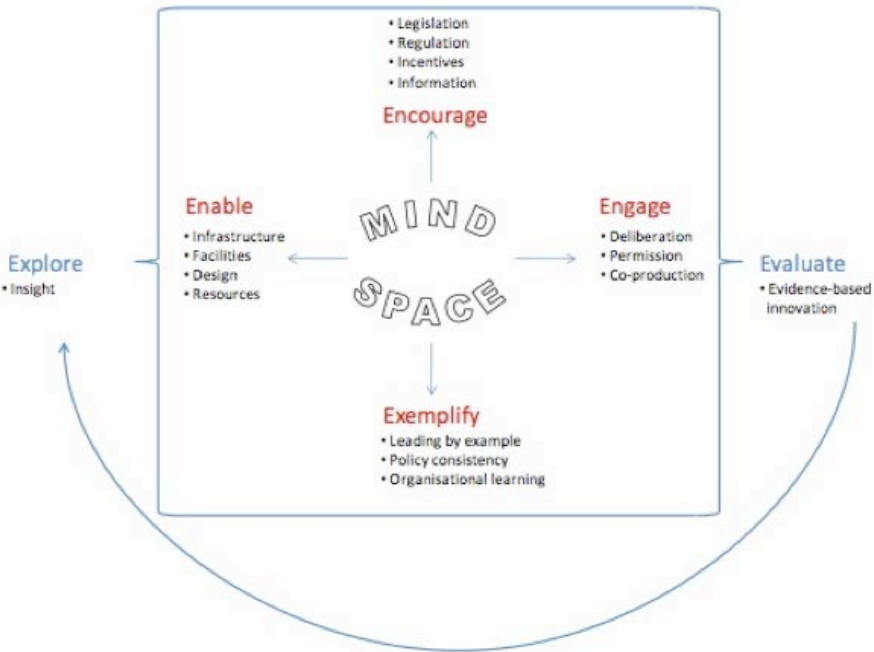 • Legislation
• Regulation
• Incentives
• Information
Encourage
Enable
• Infrastructure
• Facilities
• Design
• Resources
MIND
SPACE
Engage
• Deliberation
• Permission
• Co-production
Explore
• Insight
Evaluate
• Evidence-based
innovation
Exemplify
• Leading by example
• Policy consistency
• Organisational learning